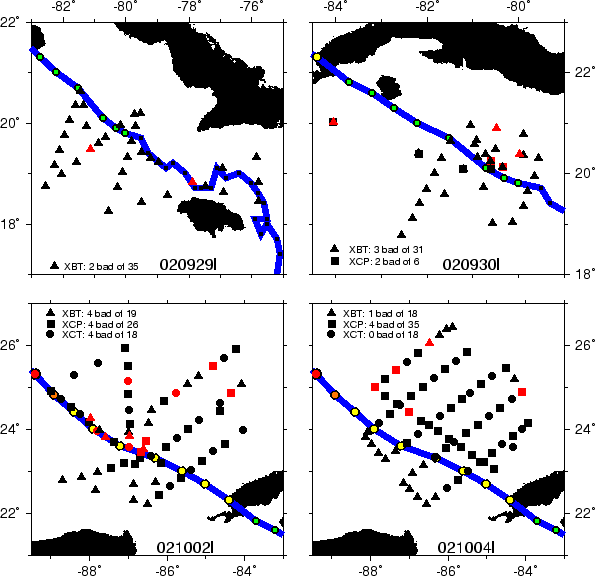 -82° -80° -78° -76°
-84° -82° -80°
22°
20°
18°
22°
20°
18°
XBT: 2 bad of 35
020929I
XBT: 3 bad of 31
XCP: 2 bad of 6
020930I
XBT: 4 bad of 19
XCP: 4 bad of 26
XCT: 4 bad of 18
XBT: 1 bad of 18
XCP: 4 bad of 35
XCT: 0 bad of 18
26°
24°
22°
26°
24°
22°
021002I
021004I
-88° -86° -84°
-88° -86° -84°